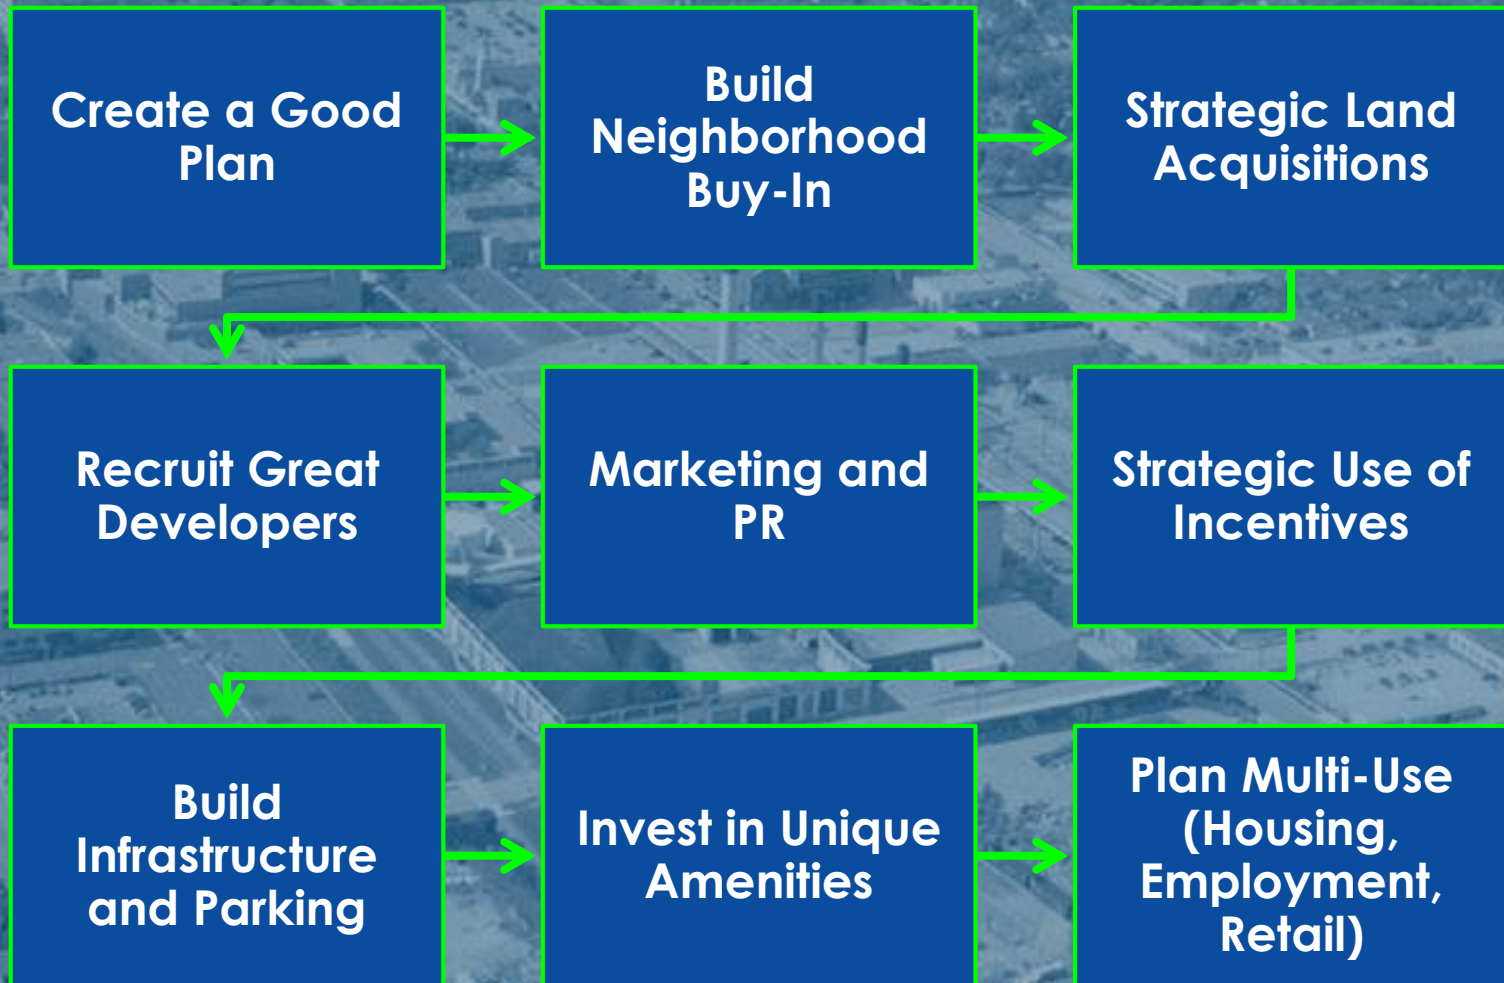 Create a Good
Plan
Build
Neighborhood
Buy-In
Strategic Land
Acquisitions
Recruit Great
Developers
Marketing and
PR
Strategic Use of
Incentives
Build
Infrastructure
and Parking
Invest in Unique
Amenities
Plan Multi-Use
(Housing,
Employment,
Retail)